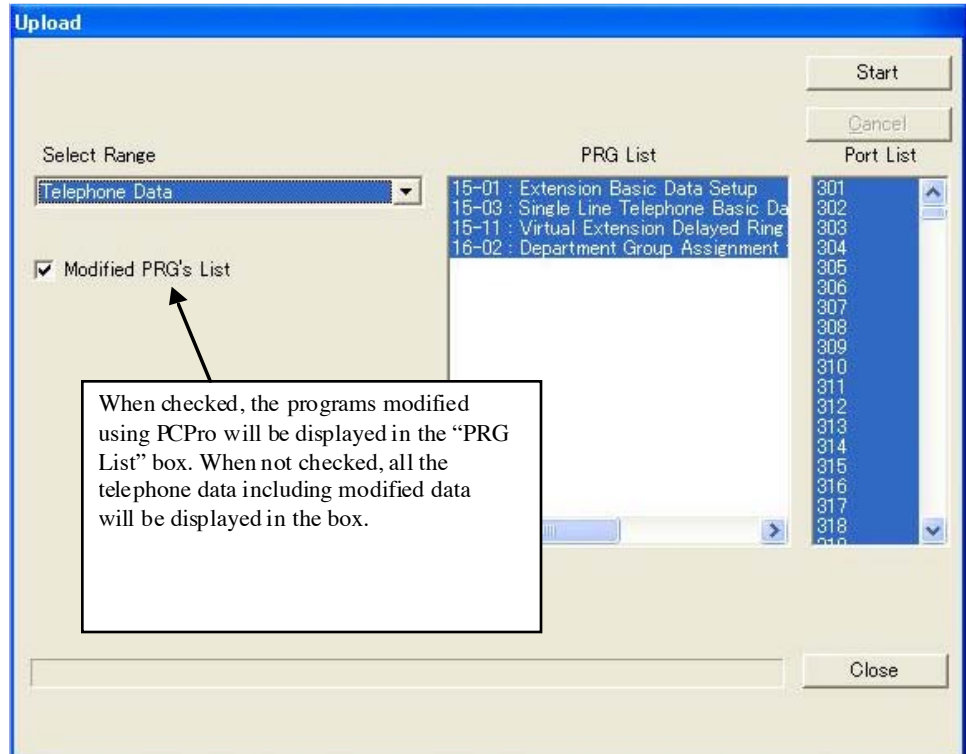 Upload
Start
Cancel
Select Range
PRG List
Port List
Telephone Data
15-01 : Extension Basic Data Setup
15-03 : Single Line Telephone Basic Da
15-11 : Virtual Extension Delayed Ring
16-02 : Department Group Assignment
301
302
303
304
305
306
307
308
309
310
311
312
313
314
315
316
317
318
Modified PRG's List
When checked, the programs modified
using PCPro will be displayed in the “PRG
List” box. When not checked, all the
telephone data including modified data
will be displayed in the box.
Close